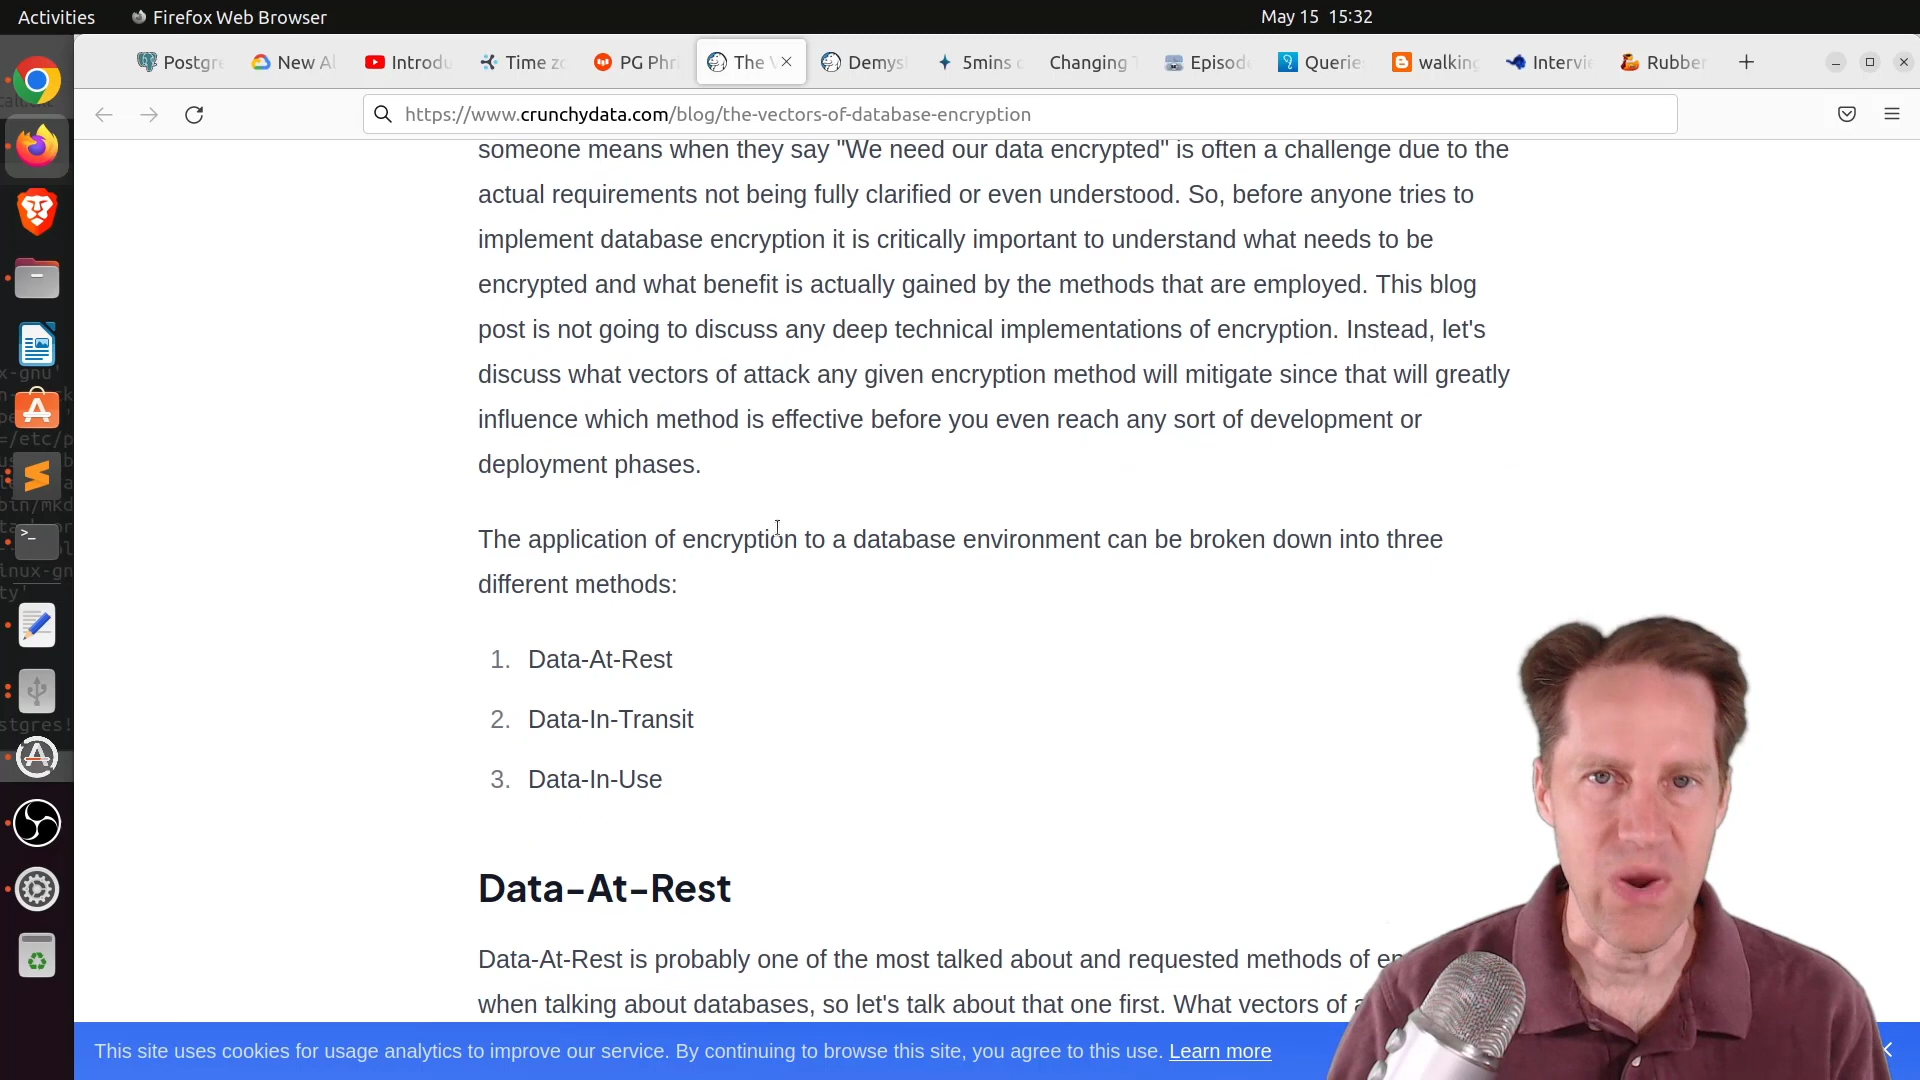 Activities
Firefox Web Browser
May 15 15:32
Postgre
New Al
Introdu
Time zo
PG Phri
The
Demys
5mins
Changing
Episod
Querie
walking
Intervie
Rubber
https://www.crunchydata.com/blog/the-vectors-of-database-encryption
someone means when they say "We need our data encrypted" is often a challenge due to the
actual requirements not being fully clarified or even understood. So, before anyone tries to
implement database encryption it is critically important to understand what needs to be
encrypted and what benefit is actually gained by the methods that are employed. This blog
post is not going to discuss any deep technical implementations of encryption. Instead, let's
discuss what vectors of attack any given encryption method will mitigate since that will greatly
influence which method is effective before you even reach any sort of development or
deployment phases.
The application of encryption to a database environment can be broken down into three
different methods:
1. Data-At-Rest
2. Data-In-Transit
3. Data-In-Use
Data-At-Rest
Data-At-Rest is probably one of the most talked about and requested methods of en
when talking about databases, so let's talk about that one first. What vectors of a
This site uses cookies for usage analytics to improve our service. By continuing to browse this site, you agree to this use. Learn more